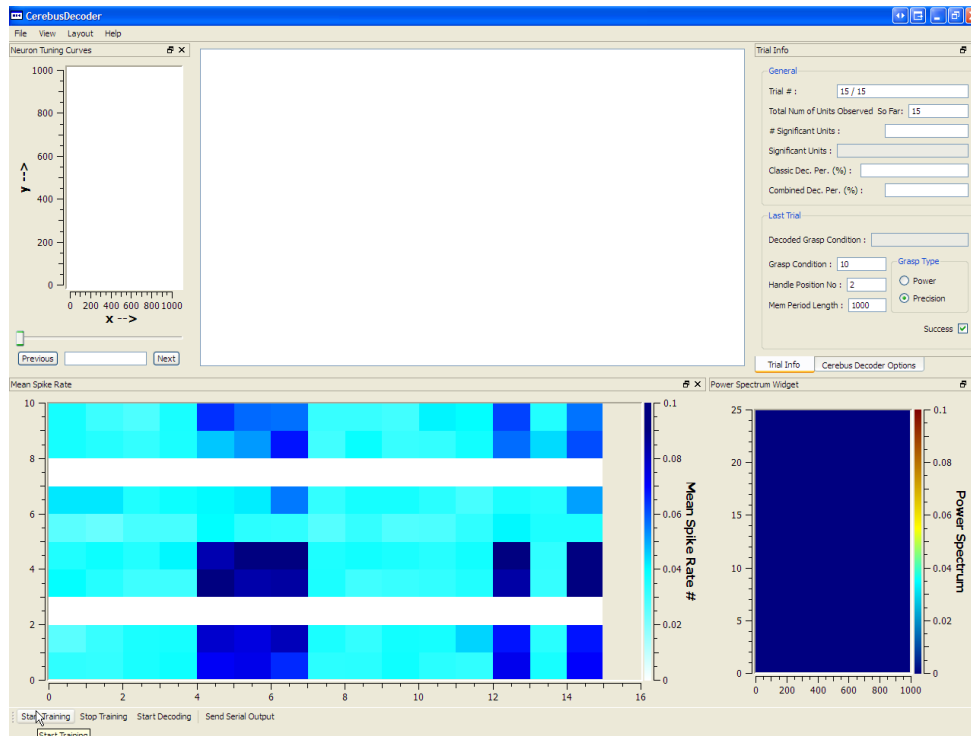 CerebusDecoder
File View Layout Help
Neuron Tuning Curves
1000
800
600
400
200
0
y -->
0 200 400 600 800 1000
x -->
Previous
Next
Trial Info
General
Trial # : 15 / 15
Total Num of Units Observed So Far: 15
# Significant Units :
Significant Units :
Classic Dec. Per. (%) :
Combined Dec. Per. (%) :
Last Trial
Decoded Grasp Condition :
Grasp Condition : 10
Handle Position No : 2
Mem Period Length : 1000
Grasp Type
Power
Precision
Success
Trial Info
Cerebus Decoder Options
Mean Spike Rate
10
8
6
4
2
0
0 2 4 6 8 10 12 14 16
0.1
0.08
0.06
0.04
0.02
0
Mean Spike Rate #
Power Spectrum Widget
25
20
15
10
5
0
0 200 400 600 800 1000
0.1
0.08
0.06
0.04
0.02
0
Power Spectrum
Start Training Stop Training Start Decoding Send Serial Output
Start Training